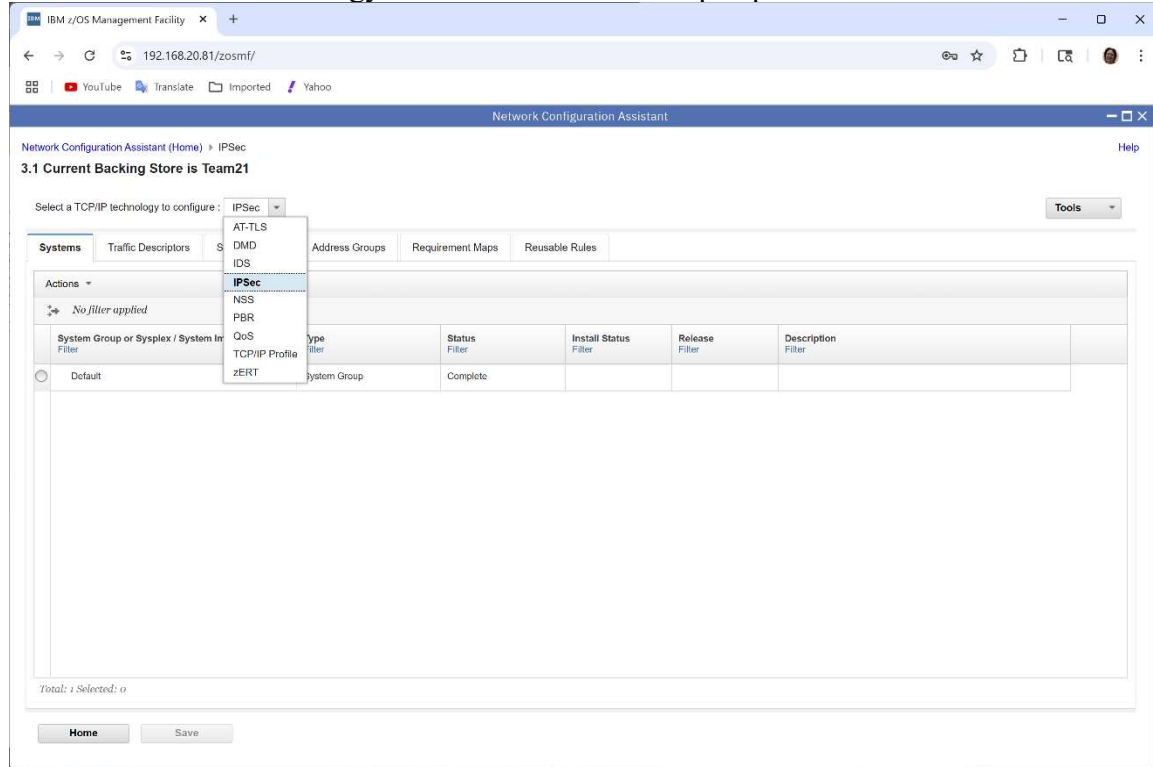 IBM z/OS Management Facility
192.168.20.81/zosmf/
YouTube Translate Imported Yahoo
Network Configuration Assistant
Network Configuration Assistant (Home) IPSec Help
3.1 Current Backing Store is Team21
Select a TCP/IP technology to configure : IPSec Tools
AT-TLS
DMD
IDS
IPSec
NSS
PBR
QoS
TCP/IP Profile
zERT
Systems Traffic Descriptors S Address Groups Requirement Maps Reusable Rules
Actions
No filter applied
System Group or Sysplex / System Im Type Status Install Status Release Description
Filter Filter Filter Filter Filter Filter
Default System Group Complete
Total: 1 Selected: 0
Home Save